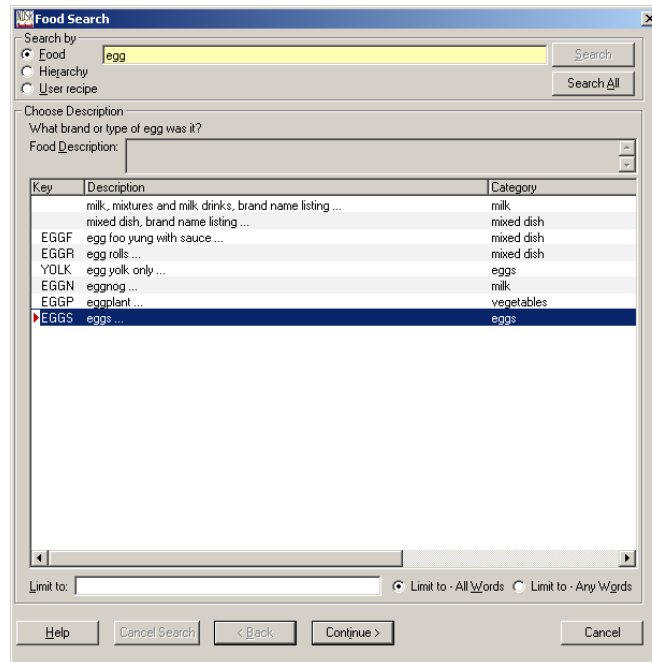 Food Search
Search by
Food
egg
Search
Hierarchy
User recipe
Search All
Choose Description
What brand or type of egg was it?
Food Description:
Key Description Category
milk, mixtures and milk drinks, brand name listing ... milk
mixed dish, brand name listing ... mixed dish
EGGF egg foo yung with sauce ... mixed dish
EGGR egg rolls ... mixed dish
YOLK egg yolk only ... eggs
EGGN eggnog ... milk
EGGP eggplant ... vegetables
EGGS eggs ... eggs
Limit to: Limit to - All Words Limit to - Any Words
Help Cancel Search < Back Continue > Cancel